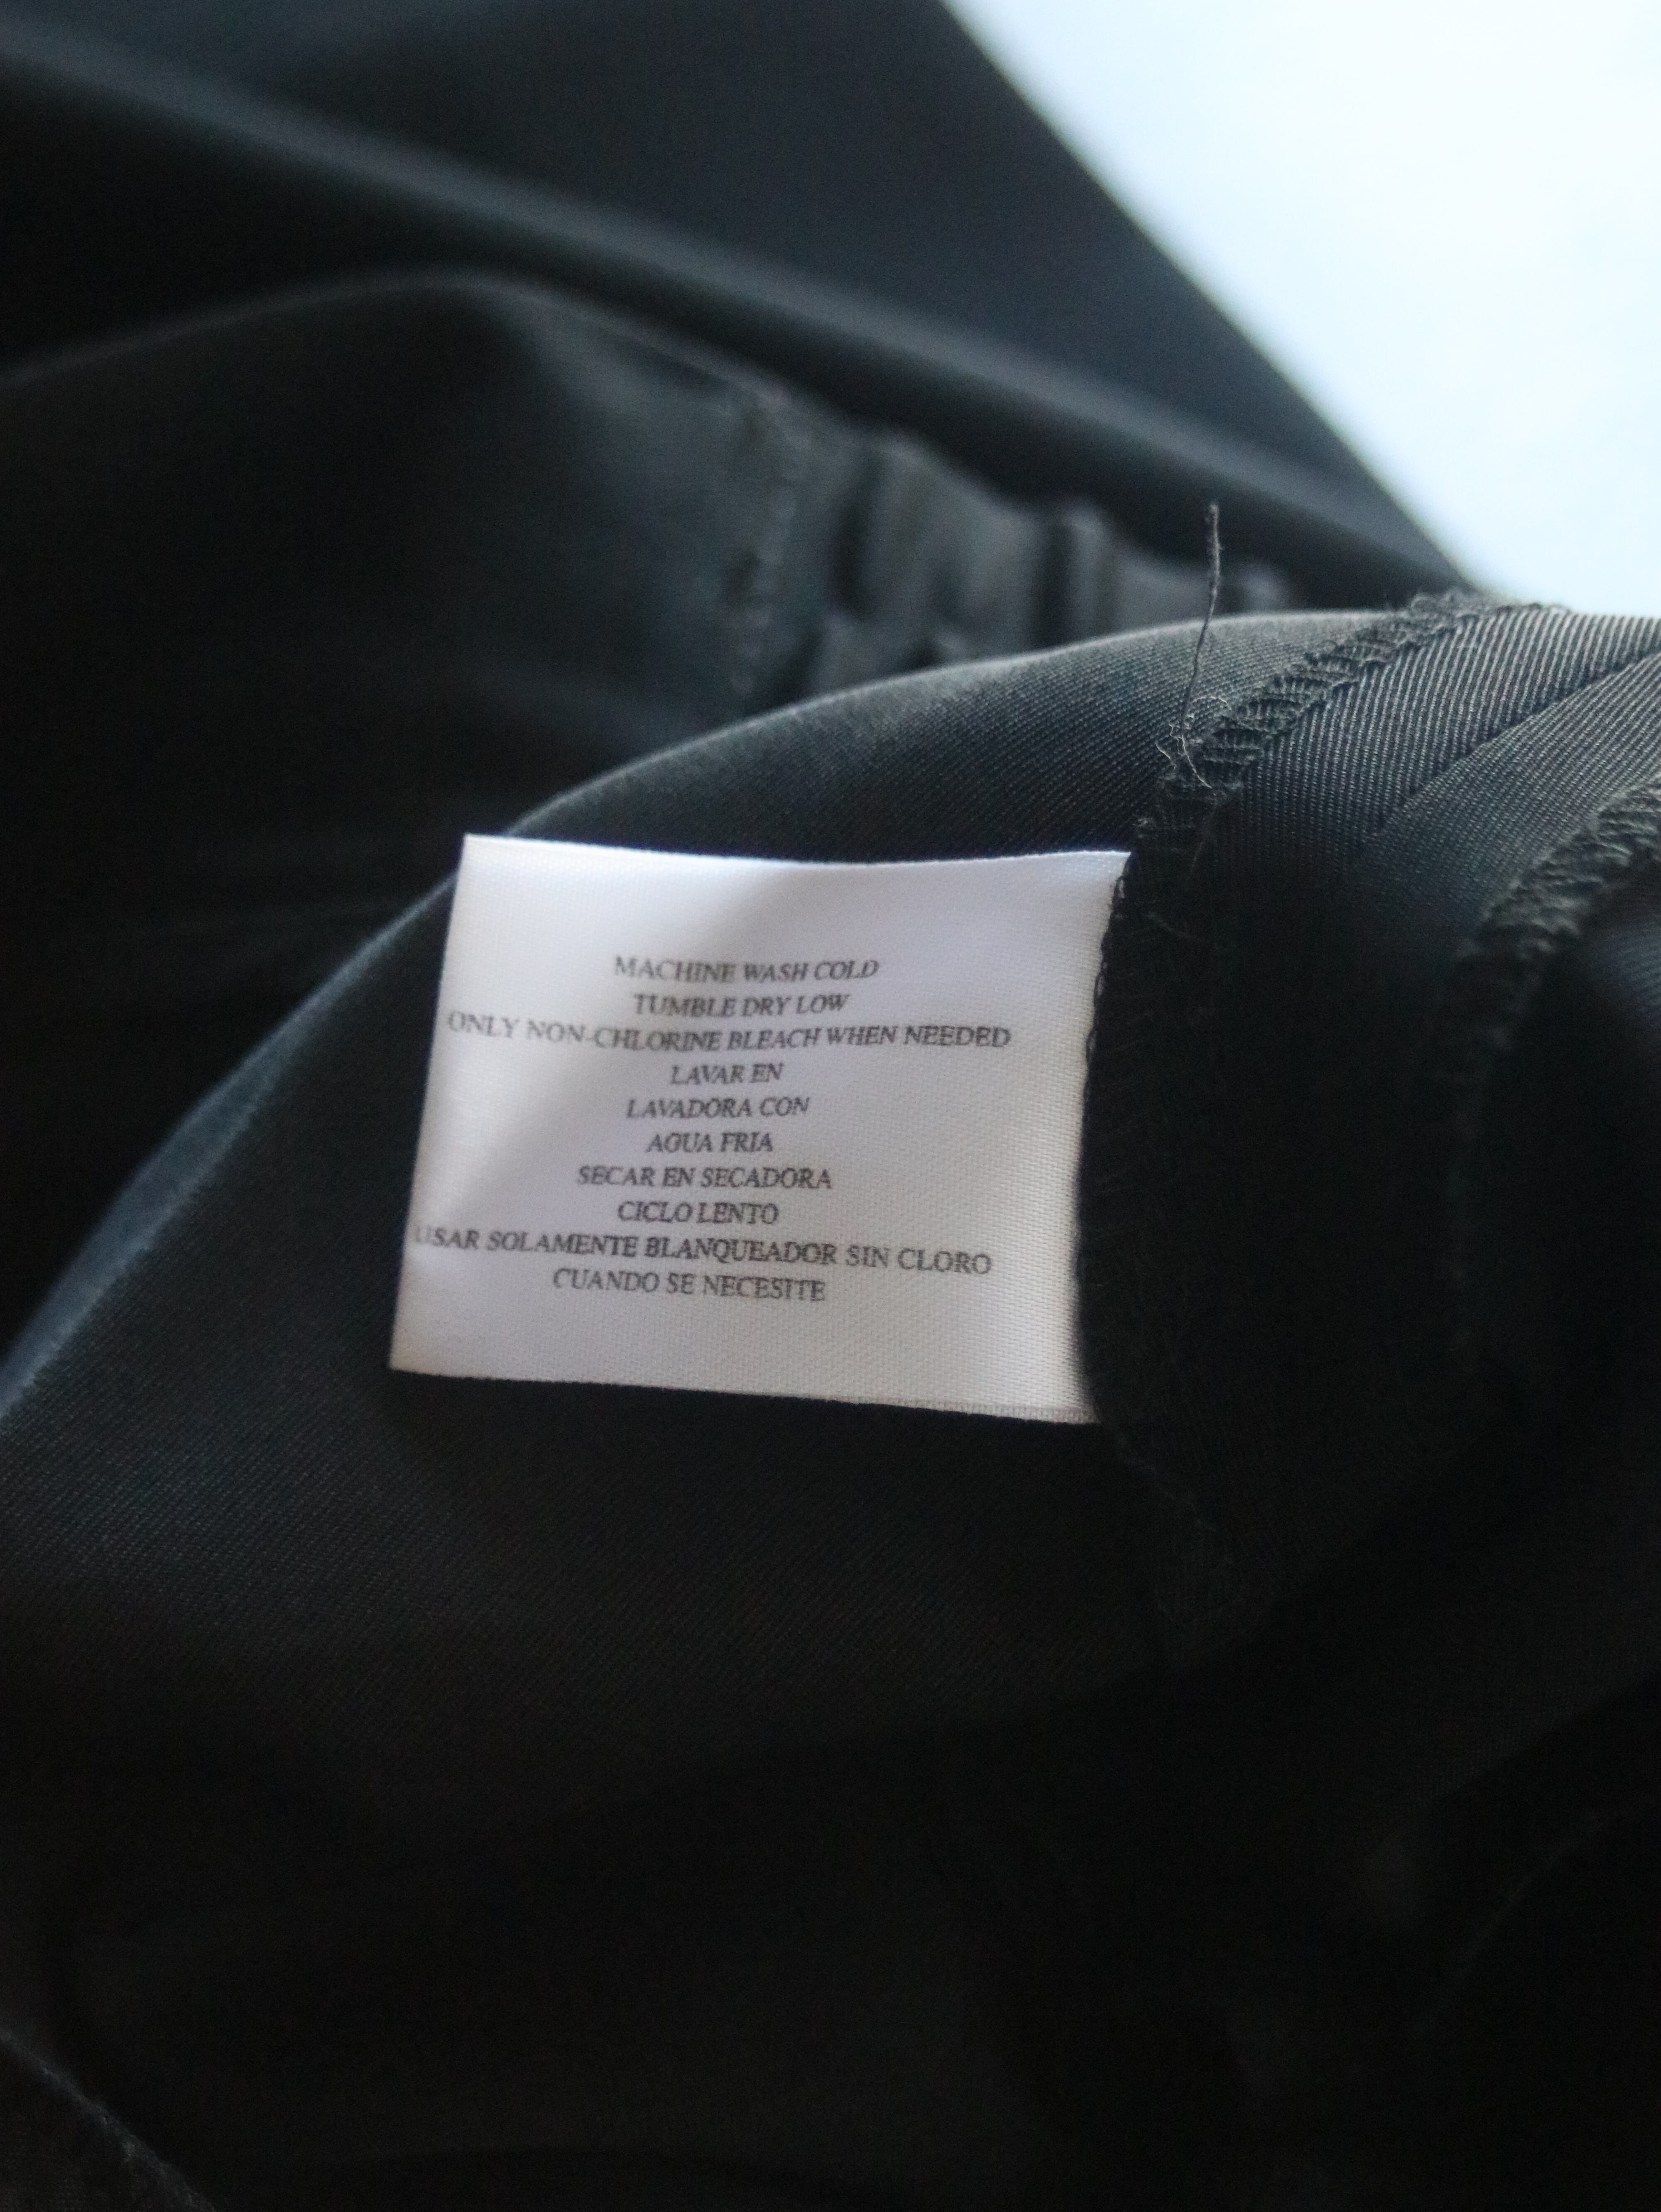 MACHINE WASH COLD
TUMBLE DRY LOW
ONLY NON-CHLORINE BLEACH WHEN NEEDED
LAVAR EN
LAVADORA CON
AGUA FRIA
SECAR EN SECADORA
CICLO LENTO
USAR SOLAMENTE BLANQUEADOR SIN CLORO
CUANDO SE NECESITE